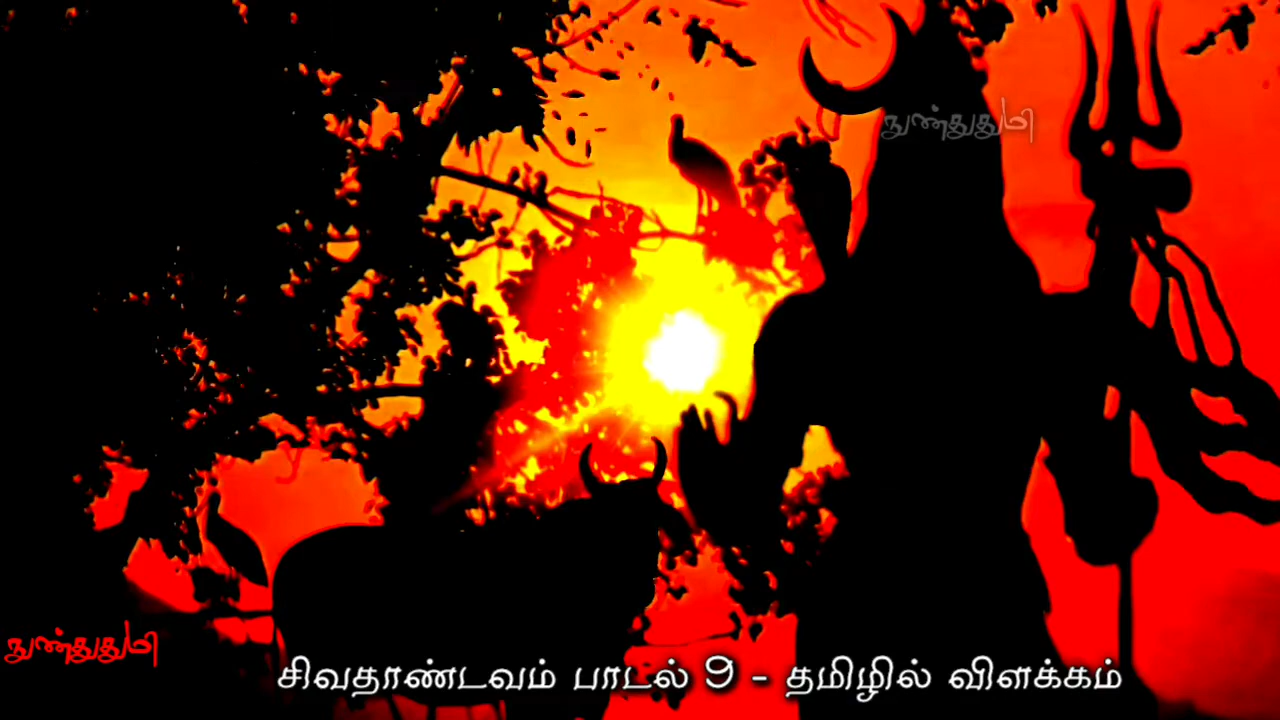 நுண்துதுமி
நுண்துதுமி
சிவதாண்டவம் பாடல் 9 - தமிழில் விளக்கம்